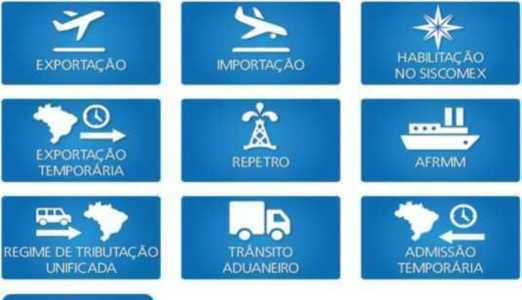 EXPORTAÇÃO
IMPORTAÇÃO
HABILITAÇÃO
NO SISCOMEX
EXPORTAÇÃO
TEMPORÁRIA
REPETRO
AFRMM
REGIME DE TRIBUTAÇÃO
UNIFICADA
TRÂNSITO
ADUANEIRO
ADMISSÃO
TEMPORÁRIA